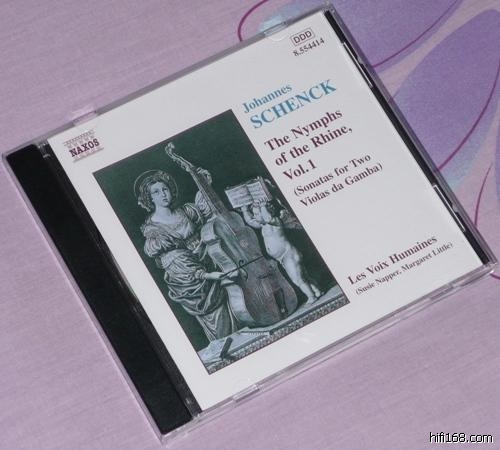 DDD
8.554414
NAXOS
Johannes
SCHENCK
The Nymphs
of the Rhine,
Vol. 1
(Sonatas for Two
Violas da Gamba)
Les Voix Humaines
(Susie Napper, Margaret Little)
hifi168.com